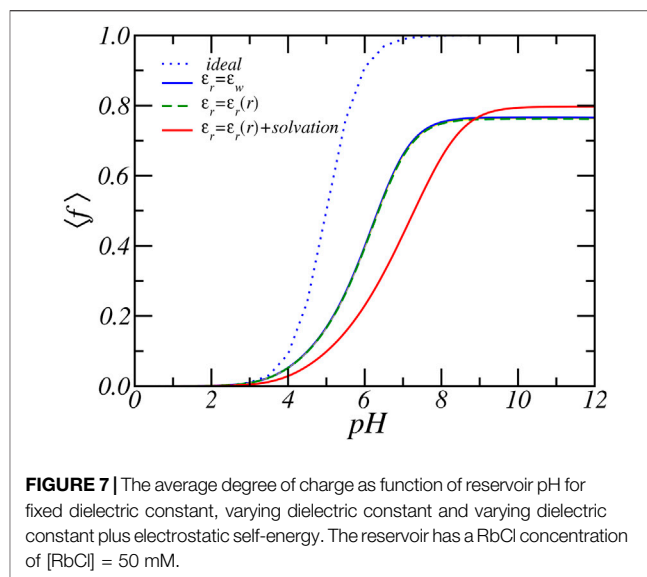 1.0
0.8
0.6
0.4
0.2
0.0
⟨f⟩
ideal
ε_r=ε_w
ε_r=ε_r(r)
ε_r=ε_r(r)+solvation
0 2 4 6 8 10 12
pH
FIGURE 7 | The average degree of charge as function of reservoir pH for
fixed dielectric constant, varying dielectric constant and varying dielectric
constant plus electrostatic self-energy. The reservoir has a RbCl concentration
of [RbCl] = 50 mM.